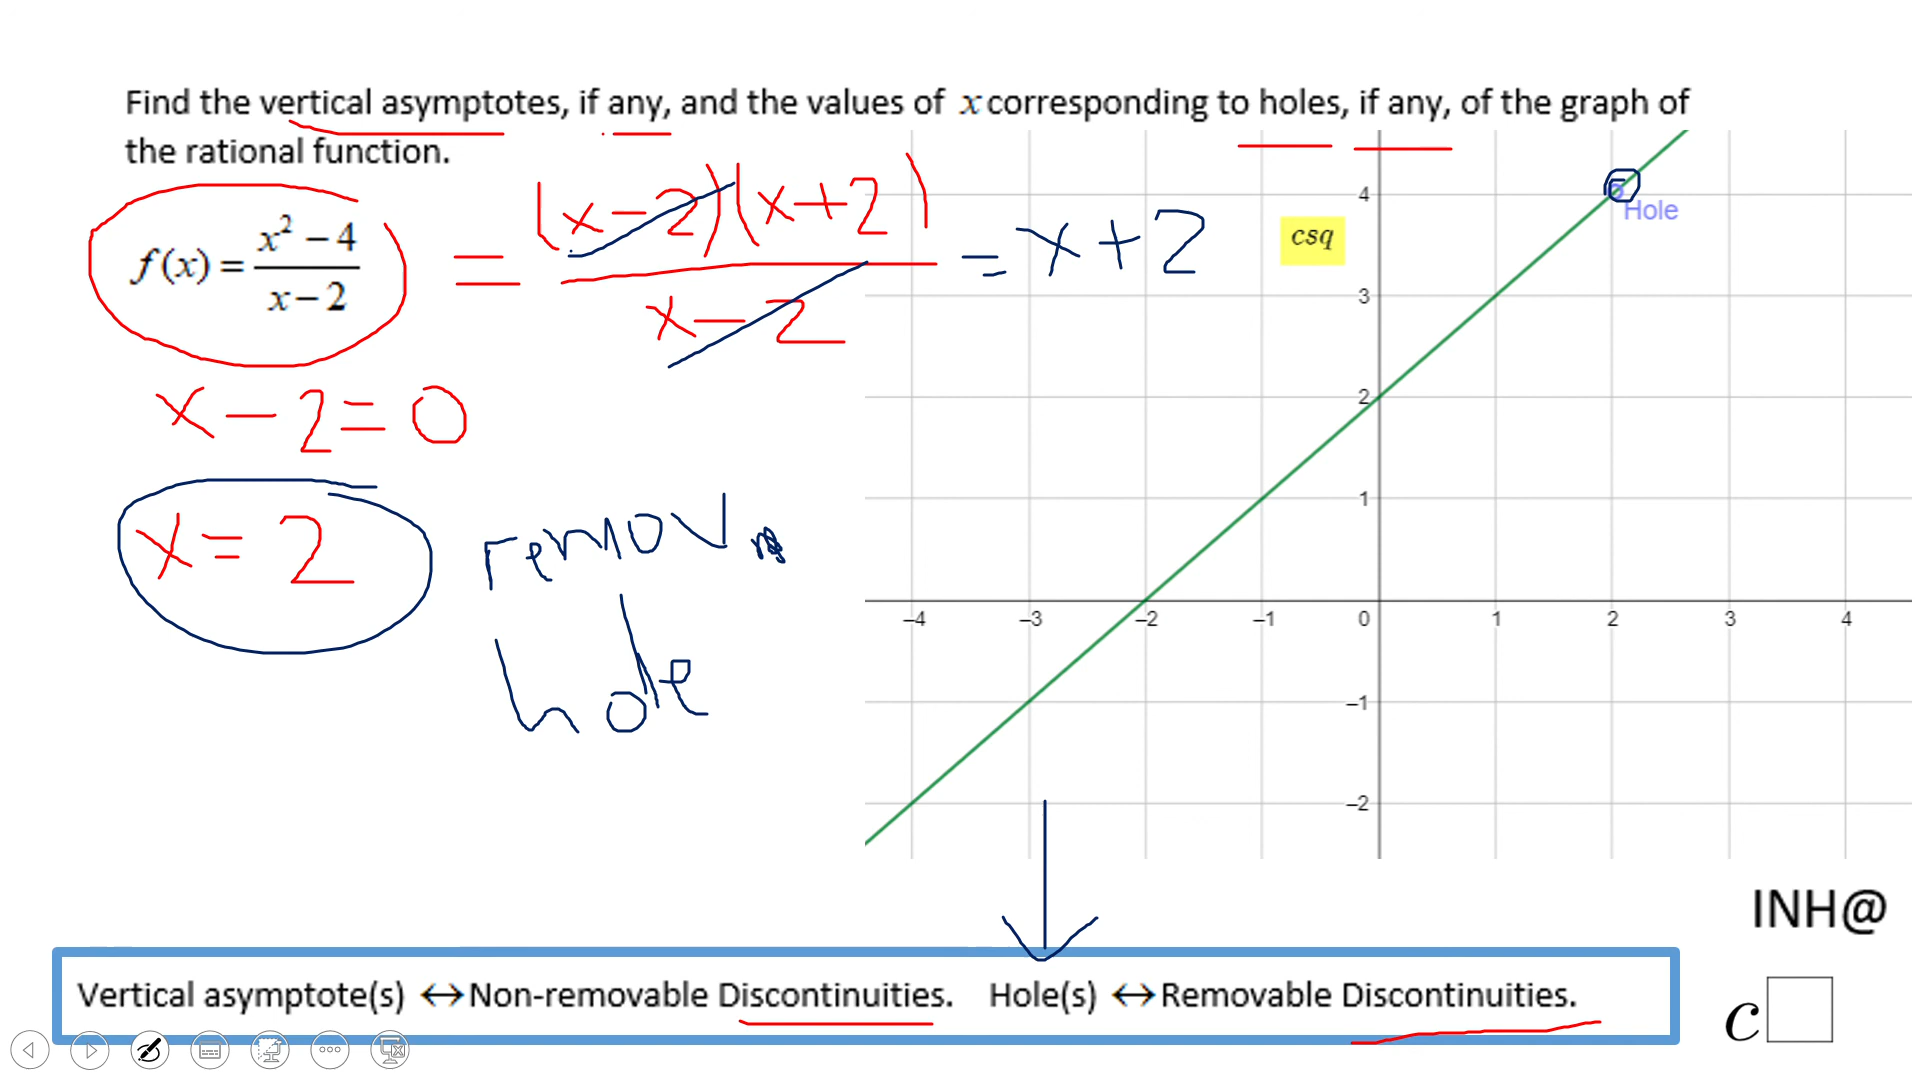 Find the vertical asymptotes, if any, and the values of x corresponding to holes, if any, of the graph of
the rational function.
f(x) = (x² − 4)/(x − 2) = (x−2)(x+2)/(x−2) = x+2
csq
Hole
x − 2 = 0
x = 2
remov
hole
4
3
2
1
−4 −3 −2 −1 0 1 2 3 4
−1
−2
INH@
Vertical asymptote(s) ↔ Non-removable Discontinuities. Hole(s) ↔ Removable Discontinuities.
c